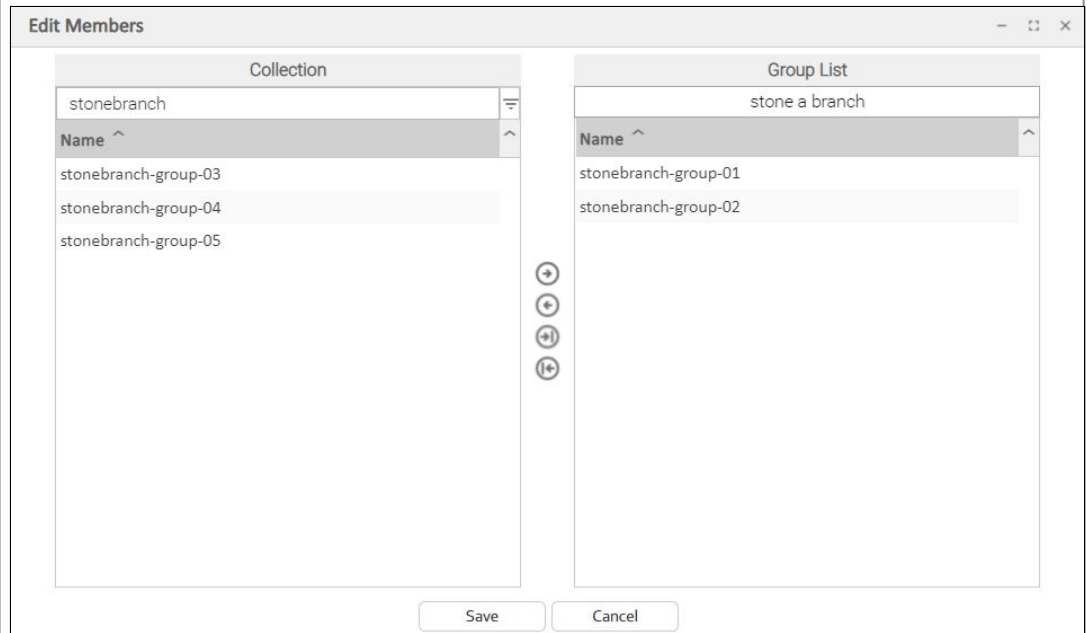 Edit Members
Collection
stonebranch
Name
stonebranch-group-03
stonebranch-group-04
stonebranch-group-05
Group List
stone a branch
Name
stonebranch-group-01
stonebranch-group-02
Save Cancel